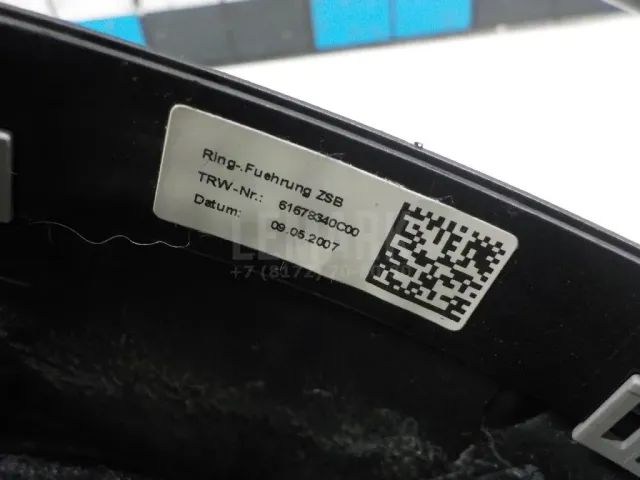 Ring-.Fuehrung ZSB
TRW-Nr.: 61678340C00
Datum: 09.05.2007